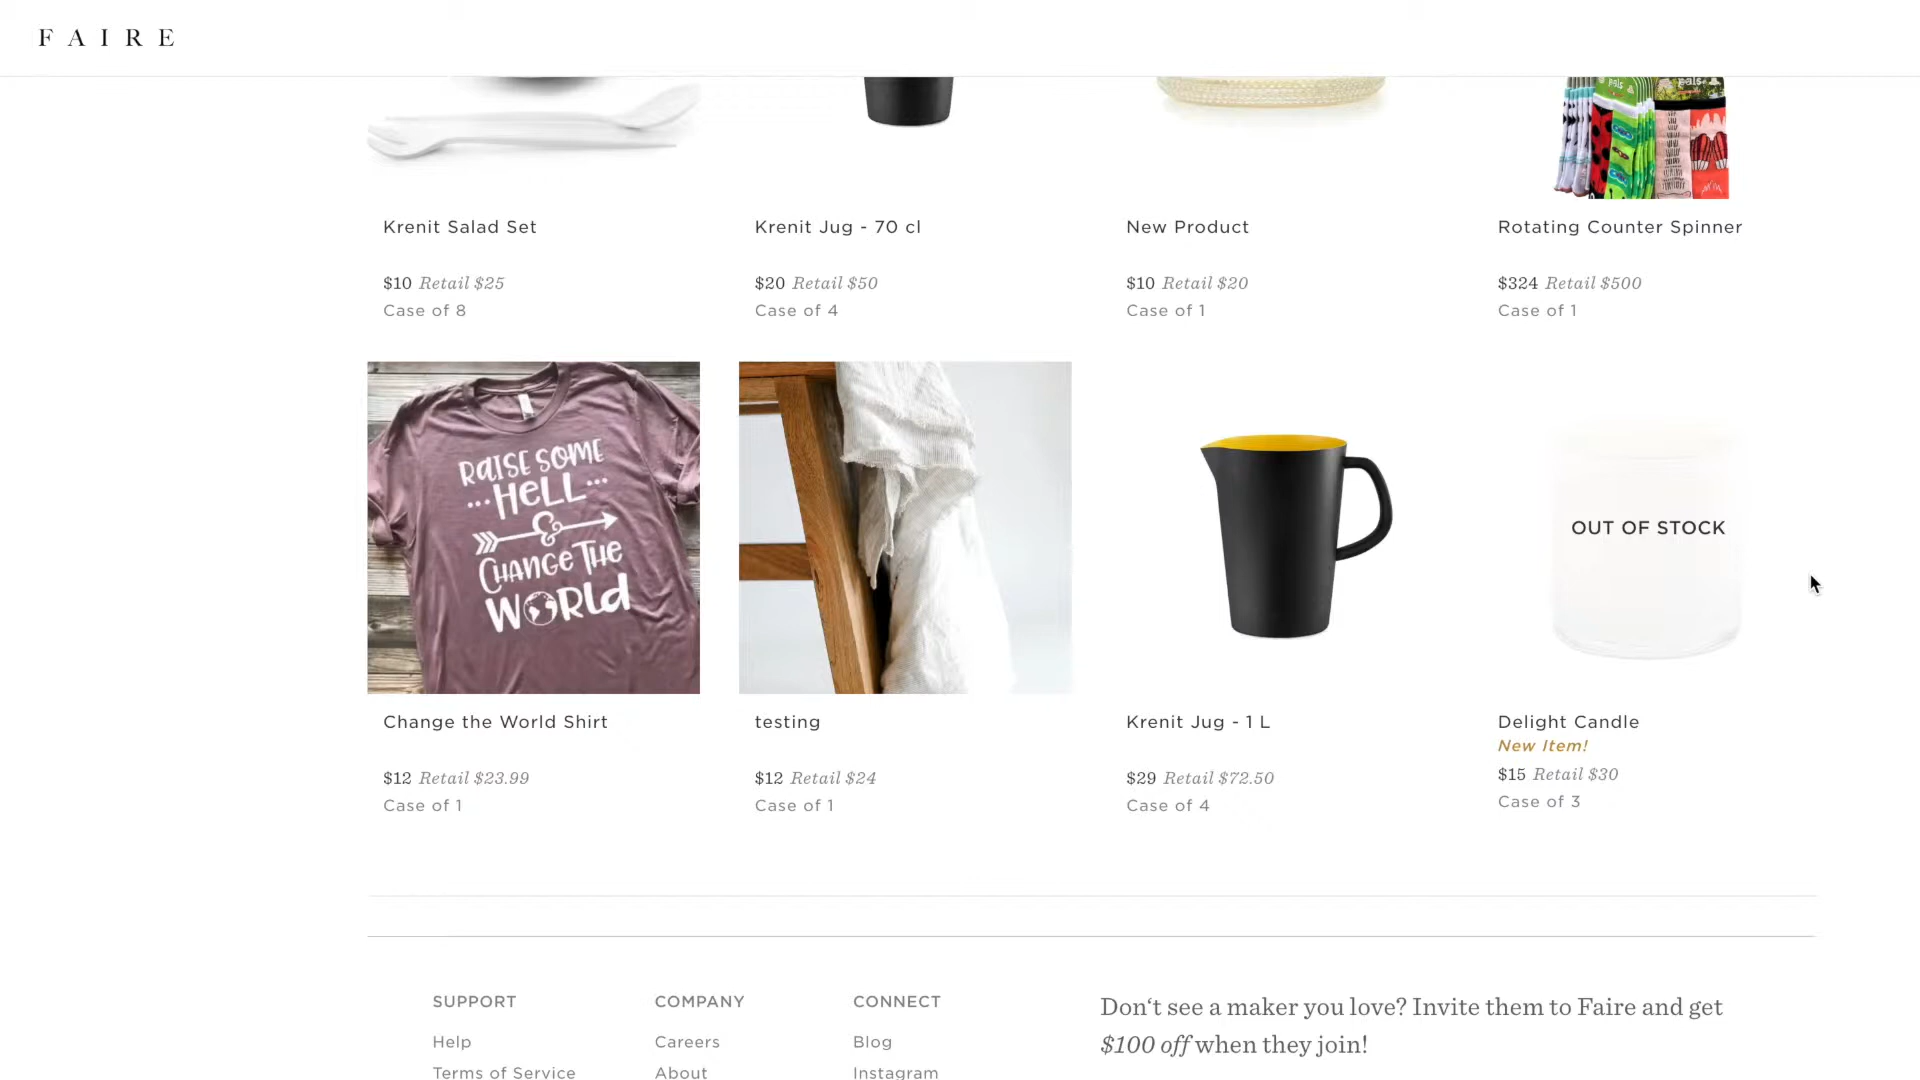 FAIRE
pals
Krenit Salad Set
$10 Retail $25
Case of 8
Krenit Jug - 70 cl
$20 Retail $50
Case of 4
New Product
$10 Retail $20
Case of 1
Rotating Counter Spinner
$324 Retail $500
Case of 1
RAISE SOME
...HELL...
&
CHANGE THE
WORLD
OUT OF STOCK
Change the World Shirt
$12 Retail $23.99
Case of 1
testing
$12 Retail $24
Case of 1
Krenit Jug - 1 L
$29 Retail $72.50
Case of 4
Delight Candle
New Item!
$15 Retail $30
Case of 3
SUPPORT
Help
Terms of Service
COMPANY
Careers
About
CONNECT
Blog
Instagram
Don't see a maker you love? Invite them to Faire and get
$100 off when they join!